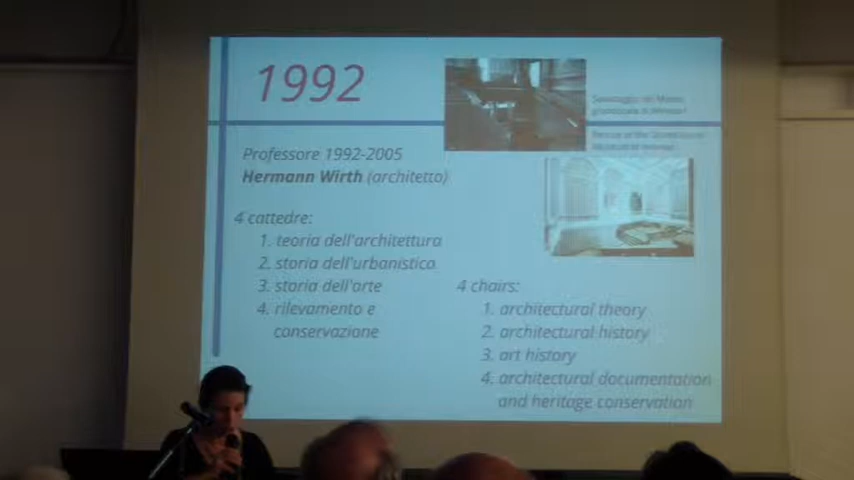 1992
Professore 1992-2005
Hermann Wirth (architetto)
4 cattedre:
1. teoria dell'architettura
2. storia dell'urbanistica
3. storia dell'arte
4. rilevamento e
conservazione
4 chairs:
1. architectural theory
2. architectural history
3. art history
4. architectural documentation
and heritage conservation